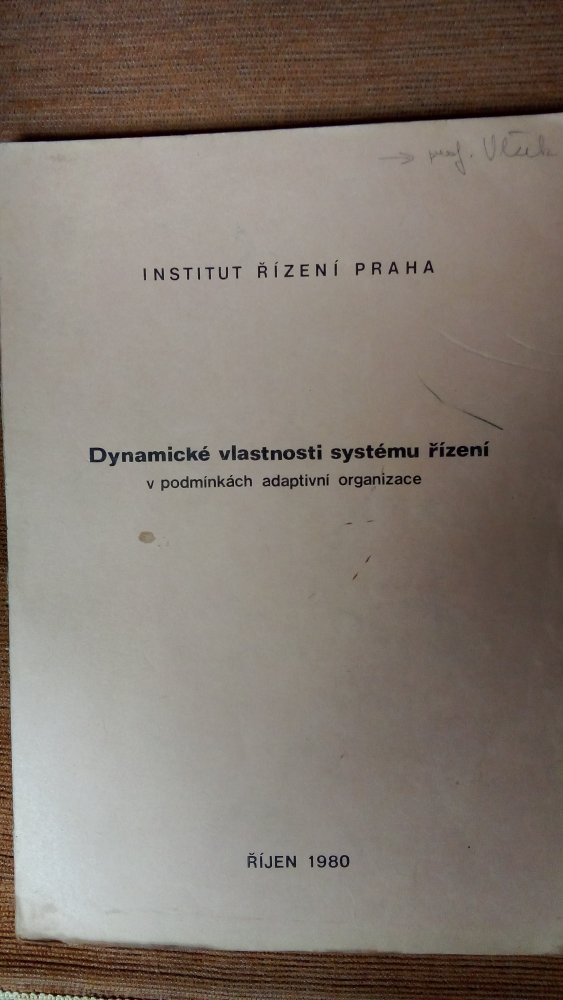 → prof. Vlček
INSTITUT ŘÍZENÍ PRAHA
Dynamické vlastnosti systému řízení
v podmínkách adaptivní organizace
ŘÍJEN 1980